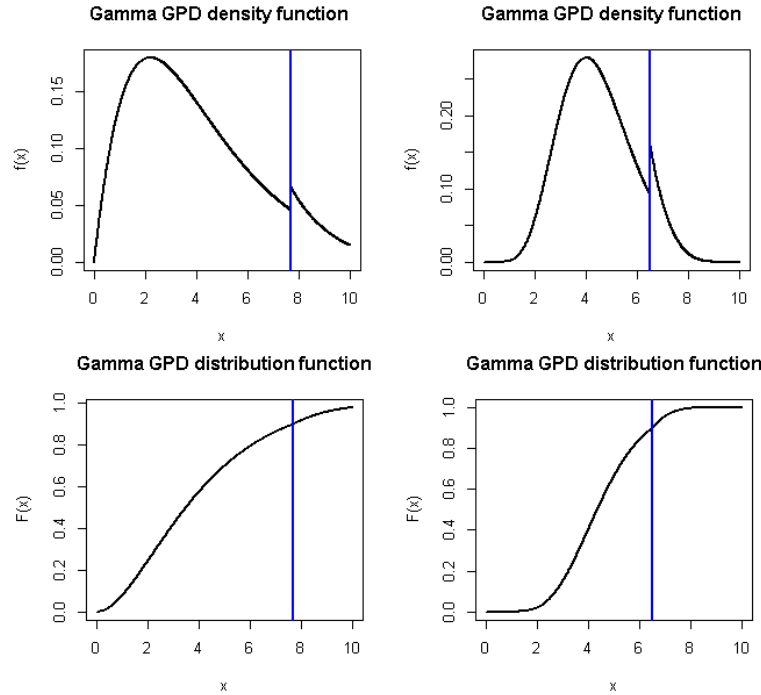 Gamma GPD density function
f(x)
0.00 0.05 0.10 0.15
0 2 4 6 8 10
x
Gamma GPD density function
f(x)
0.00 0.10 0.20
0 2 4 6 8 10
x
Gamma GPD distribution function
F(x)
0.0 0.2 0.4 0.6 0.8 1.0
0 2 4 6 8 10
x
Gamma GPD distribution function
F(x)
0.0 0.2 0.4 0.6 0.8 1.0
0 2 4 6 8 10
x